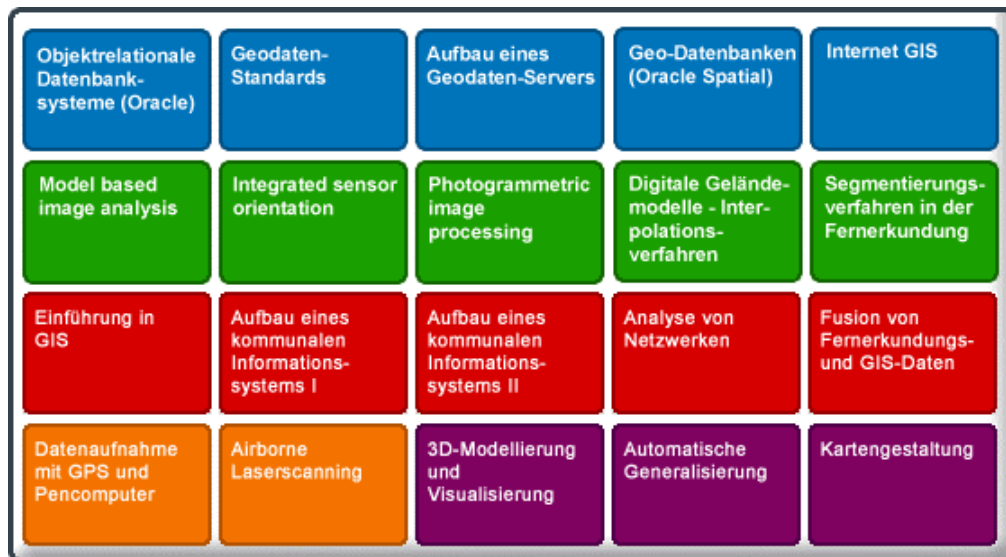 Objektrelationale
Datenbank-
systeme (Oracle)
Geodaten-
Standards
Aufbau eines
Geodaten-Servers
Geo-Datenbanken
(Oracle Spatial)
Internet GIS
Model based
image analysis
Integrated sensor
orientation
Photogrammetric
image
processing
Digitale Gelände-
modelle - Inter-
polations-
verfahren
Segmentierungs-
verfahren in der
Fernerkundung
Einführung in
GIS
Aufbau eines
kommunalen
Informations-
systems I
Aufbau eines
kommunalen
Informations-
systems II
Analyse von
Netzwerken
Fusion von
Fernerkundungs-
und GIS-Daten
Datenaufnahme
mit GPS und
Pencomputer
Airborne
Laserscanning
3D-Modellierung
und
Visualisierung
Automatische
Generalisierung
Kartengestaltung